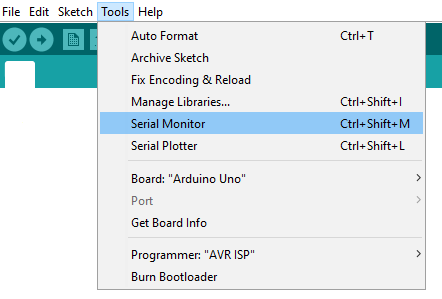 File Edit Sketch Tools Help
Auto Format Ctrl+T
Archive Sketch
Fix Encoding & Reload
Manage Libraries... Ctrl+Shift+I
Serial Monitor Ctrl+Shift+M
Serial Plotter Ctrl+Shift+L
Board: "Arduino Uno"
Port
Get Board Info
Programmer: "AVR ISP"
Burn Bootloader